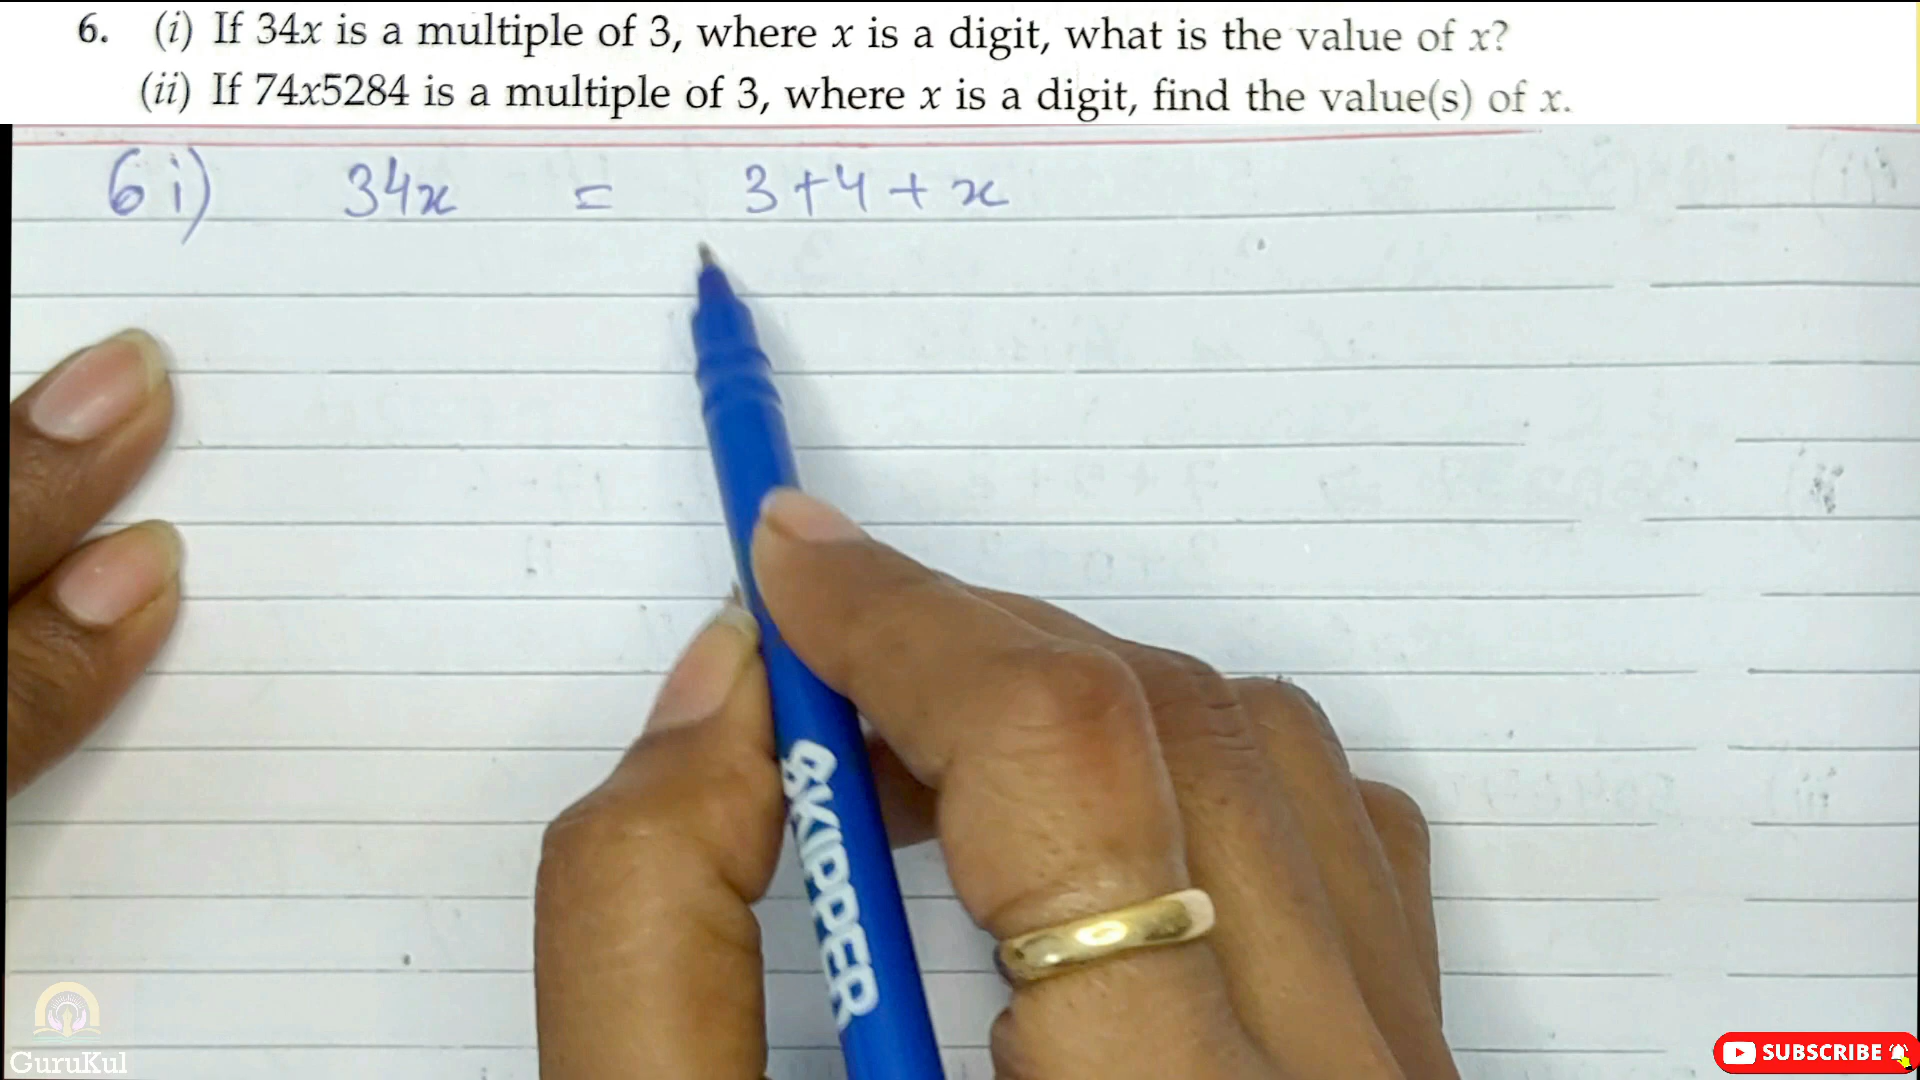 6. (i) If 34x is a multiple of 3, where x is a digit, what is the value of x?
(ii) If 74x5284 is a multiple of 3, where x is a digit, find the value(s) of x.
6 i) 34x = 3+4+x
SKIPPER
GuruKul
SUBSCRIBE